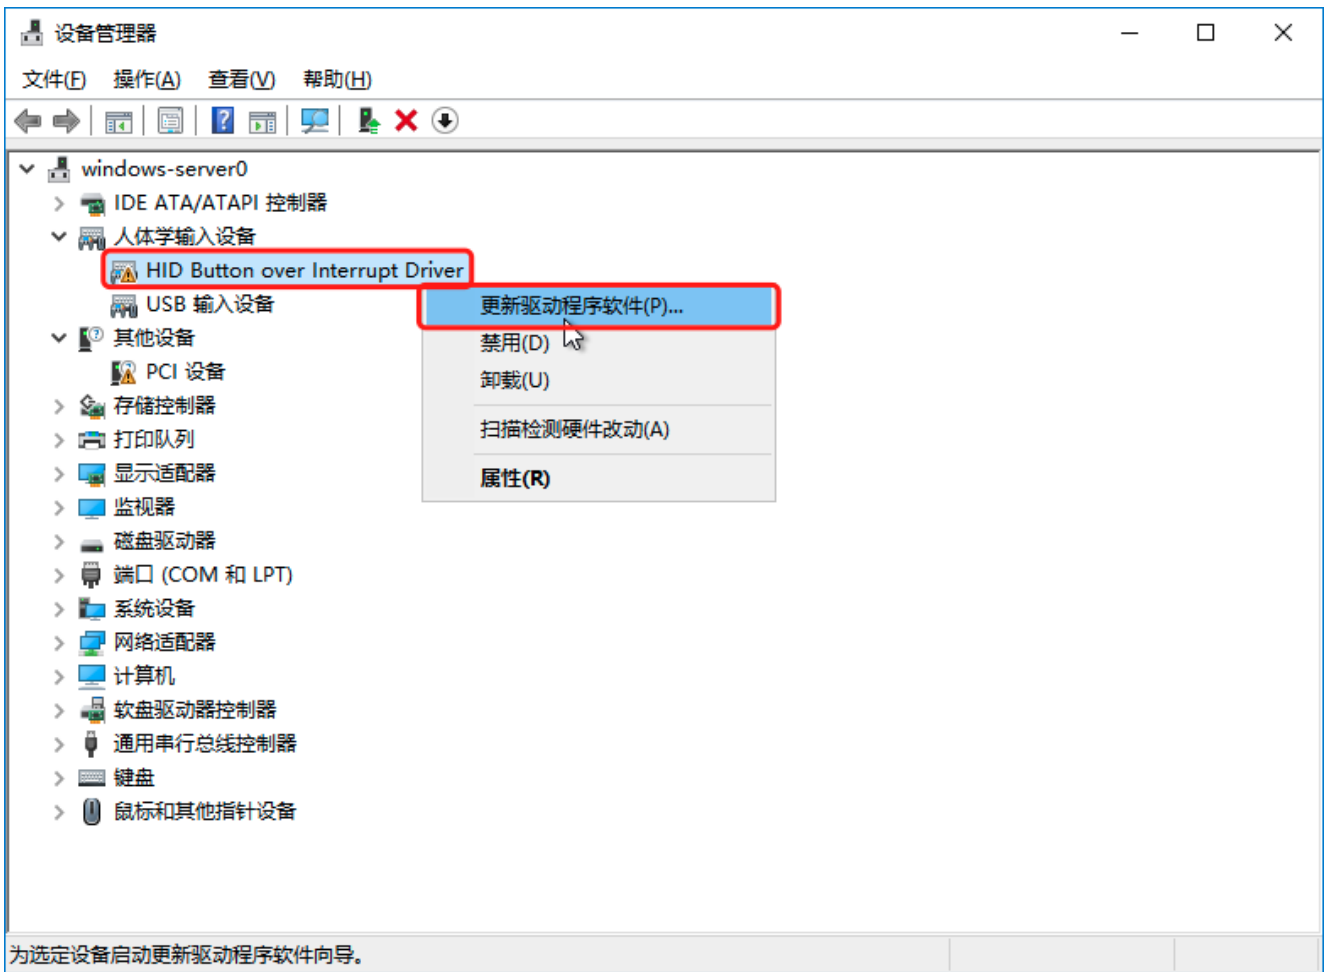 设备管理器
文件(F) 操作(A) 查看(V) 帮助(H)
windows-server0
IDE ATA/ATAPI 控制器
人体学输入设备
HID Button over Interrupt Driver
USB 输入设备
更新驱动程序软件(P)...
其他设备
禁用(D)
PCI 设备
卸载(U)
存储控制器
扫描检测硬件改动(A)
打印队列
显示适配器
属性(R)
监视器
磁盘驱动器
端口 (COM 和 LPT)
系统设备
网络适配器
计算机
软盘驱动器控制器
通用串行总线控制器
键盘
鼠标和其他指针设备
为选定设备启动更新驱动程序软件向导。